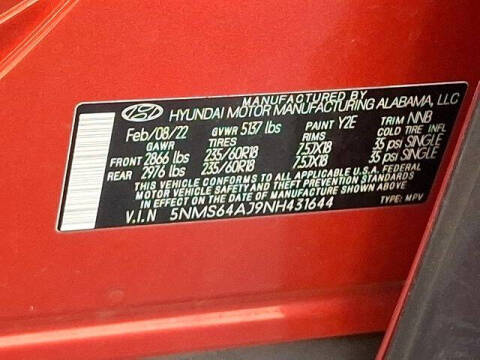 MANUFACTURED BY
HYUNDAI MOTOR MANUFACTURING ALABAMA, LLC
Feb/08/22 GVWR 5137 lbs PAINT Y2E TRIM NNB
GAWR TIRES RIMS COLD TIRE INFL.
FRONT 2866 lbs 235/60R18 7.5JX18 35 psi SINGLE
REAR 2976 lbs 235/60R18 7.5JX18 35 psi SINGLE
THIS VEHICLE CONFORMS TO ALL APPLICABLE FEDERAL
MOTOR VEHICLE SAFETY AND THEFT PREVENTION STANDARDS
IN EFFECT ON THE DATE OF MANUFACTURE SHOWN ABOVE.
V.I.N 5NMS64AJ9NH431644 TYPE: MPV